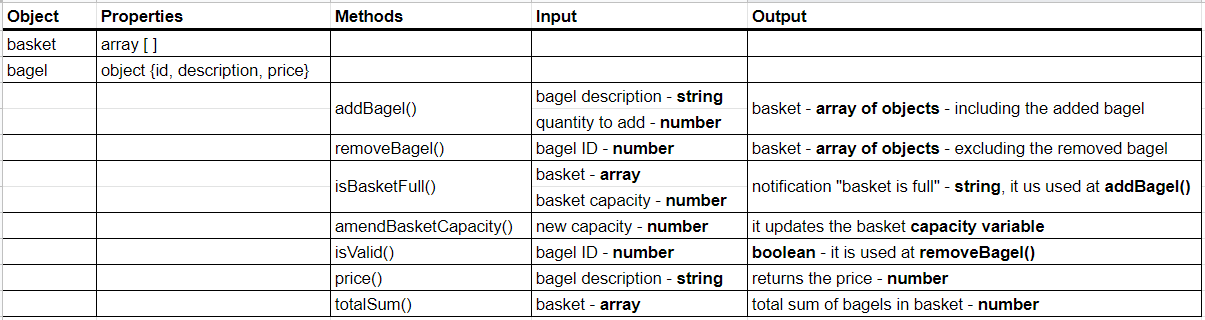 Object Properties Methods Input Output
basket array [ ]
bagel object {id, description, price}
addBagel() bagel description - string basket - array of objects - including the added bagel
quantity to add - number
removeBagel() bagel ID - number basket - array of objects - excluding the removed bagel
isBasketFull() basket - array notification "basket is full" - string, it us used at addBagel()
basket capacity - number
amendBasketCapacity() new capacity - number it updates the basket capacity variable
isValid() bagel ID - number boolean - it is used at removeBagel()
price() bagel description - string returns the price - number
totalSum() basket - array total sum of bagels in basket - number